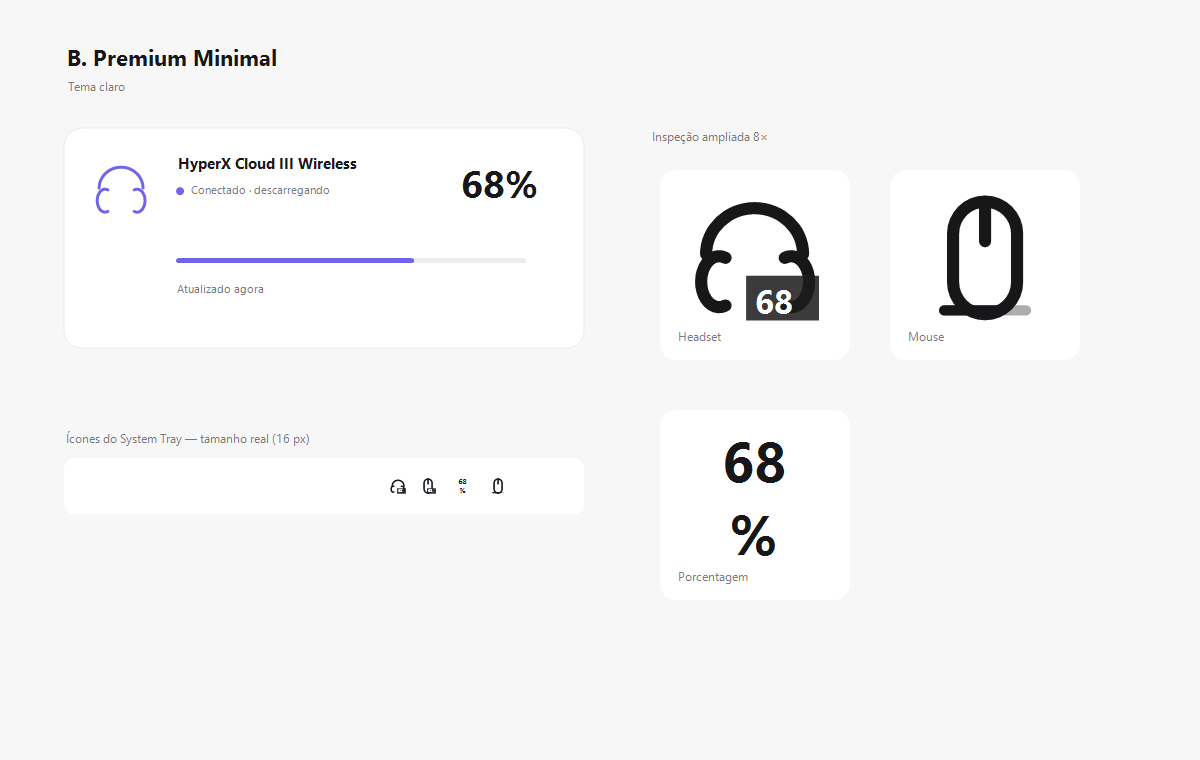 B. Premium Minimal
Tema claro
HyperX Cloud III Wireless
Conectado · descarregando
68%
Atualizado agora
Inspeção ampliada 8×
68
Headset
Mouse
Ícones do System Tray — tamanho real (16 px)
68
%
68
%
Porcentagem